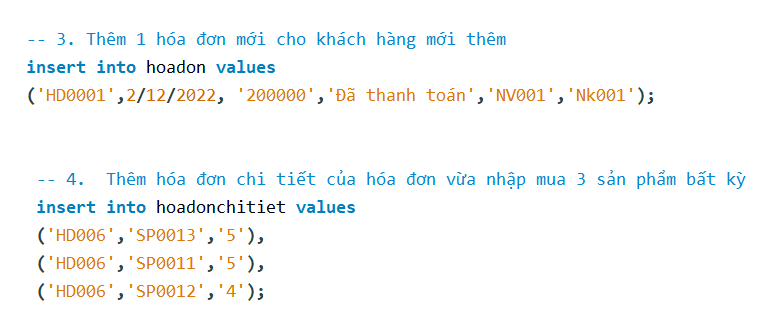 -- 3. Thêm 1 hóa đơn mới cho khách hàng mới thêm
insert into hoadon values
('HD0001',2/12/2022, '200000','Đã thanh toán','NV001','Nk001');
-- 4.  Thêm hóa đơn chi tiết của hóa đơn vừa nhập mua 3 sản phẩm bất kỳ
insert into hoadonchitiet values
('HD006','SP0013','5'),
('HD006','SP0011','5'),
('HD006','SP0012','4');